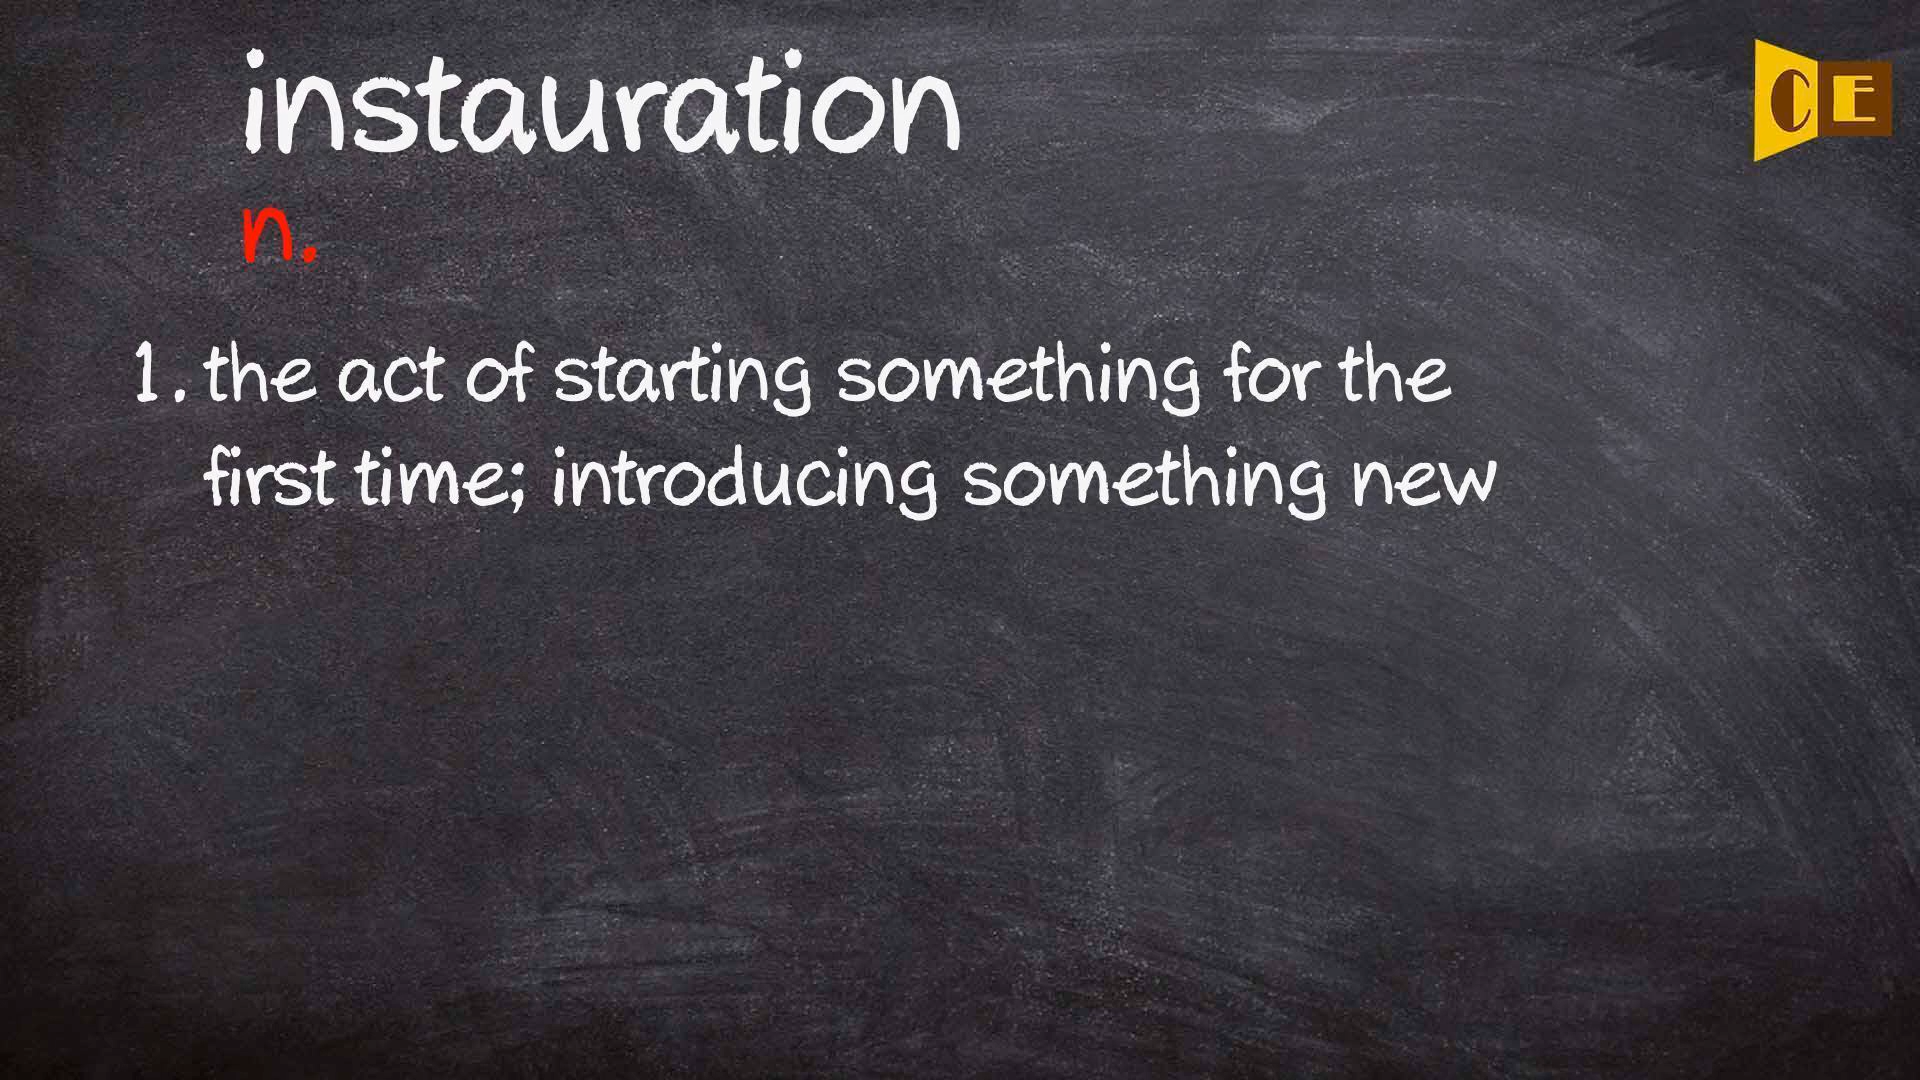 instauration
CE
n.
1. the act of starting something for the
first time; introducing something new